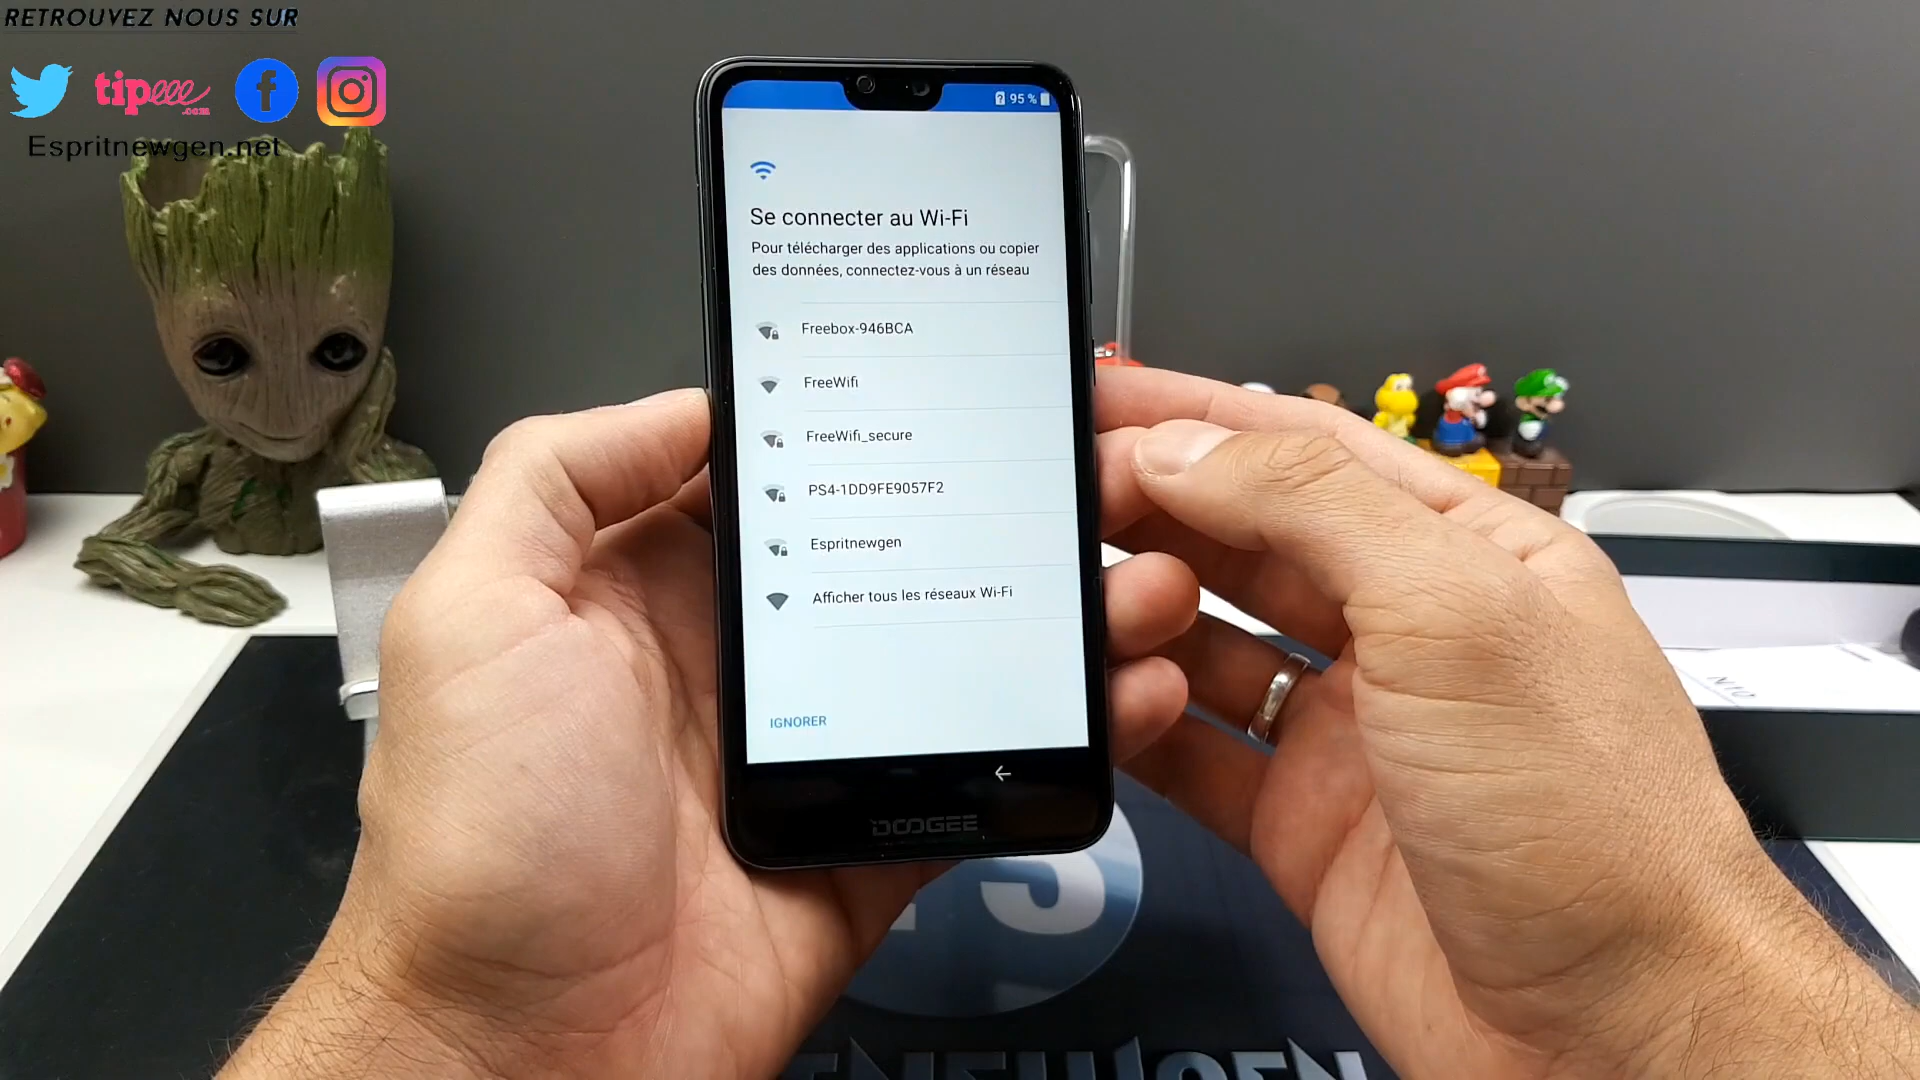 RETROUVEZ NOUS SUR
tipeee
.com
Espritnewgen.net
95 %
Se connecter au Wi-Fi
Pour télécharger des applications ou copier
des données, connectez-vous à un réseau
Freebox-946BCA
FreeWifi
FreeWifi_secure
PS4-1DD9FE9057F2
Espritnewgen
Afficher tous les réseaux Wi-Fi
IGNORER
DOOGEE
N10